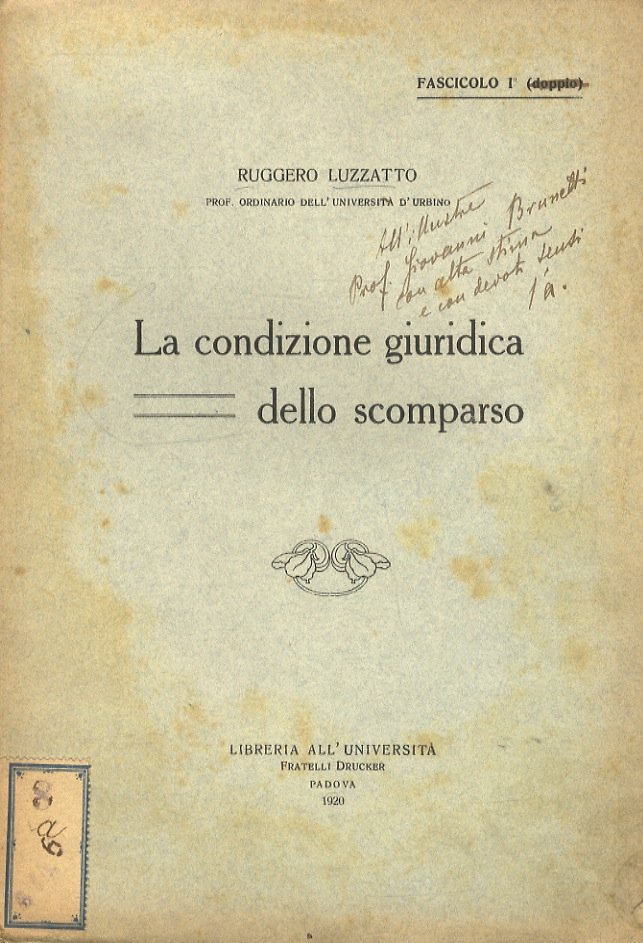 FASCICOLO I° (doppio)
RUGGERO LUZZATTO
PROF. ORDINARIO DELL'UNIVERSITÀ D'URBINO
All'illustre
Prof. Giovanni Brunetti
con alta stima
e con devoti sensi
l'a.
La condizione giuridica
dello scomparso
LIBRERIA ALL'UNIVERSITÀ
FRATELLI DRUCKER
PADOVA
1920
8